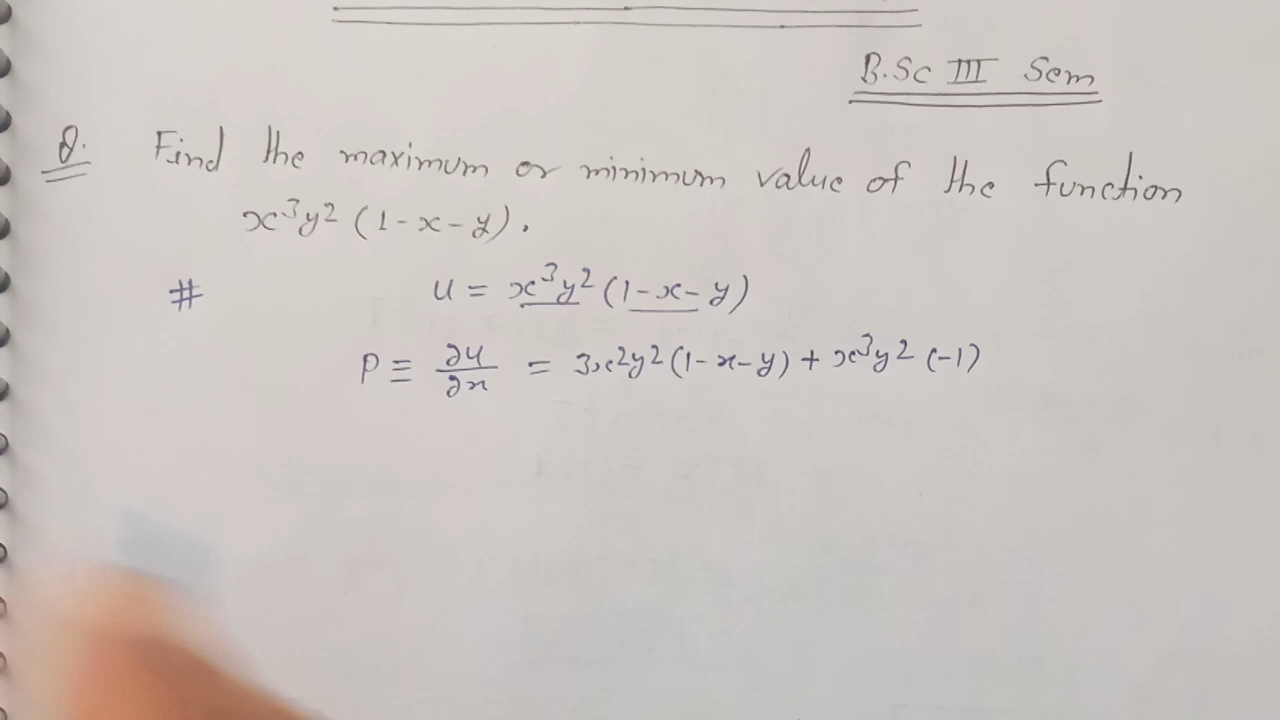 B.Sc III Sem
Q. Find the maximum or minimum value of the function
x³y² (1-x-y).
# u = x³y² (1-x-y)
P ≡ ∂u/∂x = 3x²y² (1-x-y) + x³y² (-1)